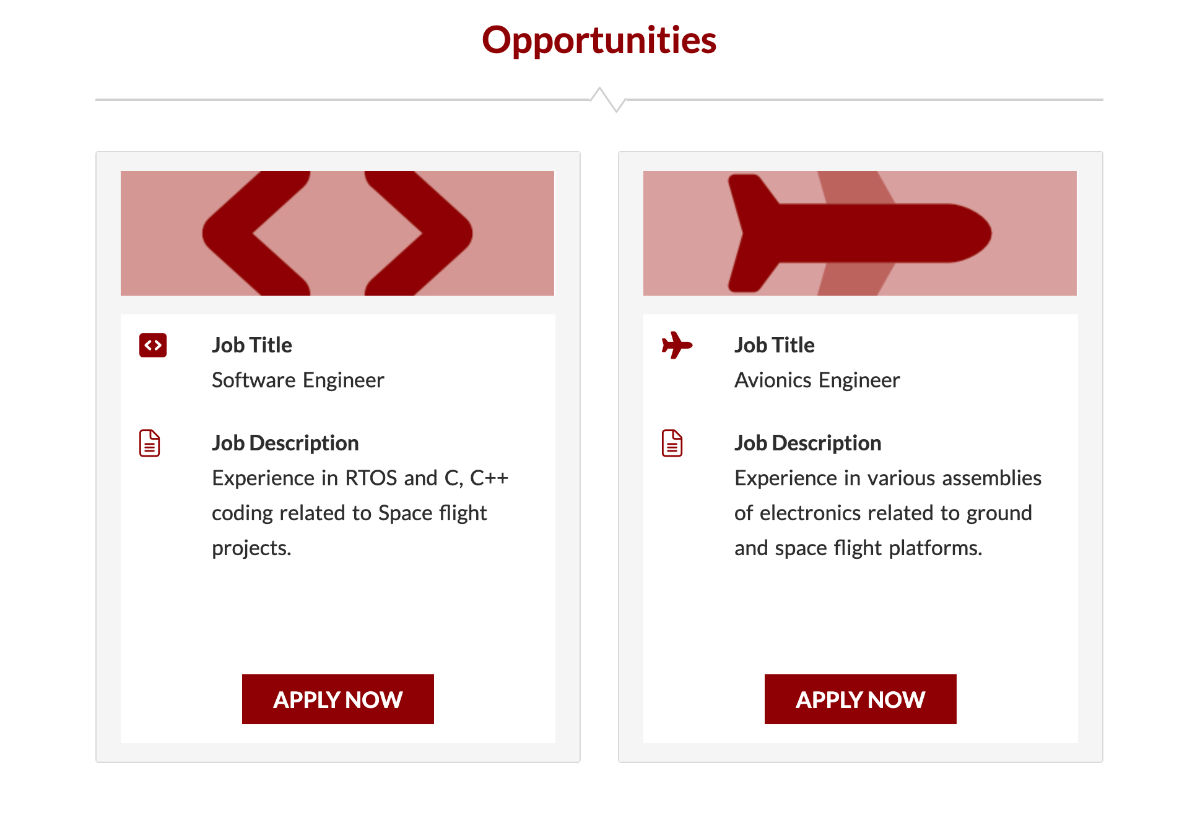 Opportunities
Job Title
Software Engineer
Job Description
Experience in RTOS and C, C++
coding related to Space flight
projects.
APPLY NOW
Job Title
Avionics Engineer
Job Description
Experience in various assemblies
of electronics related to ground
and space flight platforms.
APPLY NOW